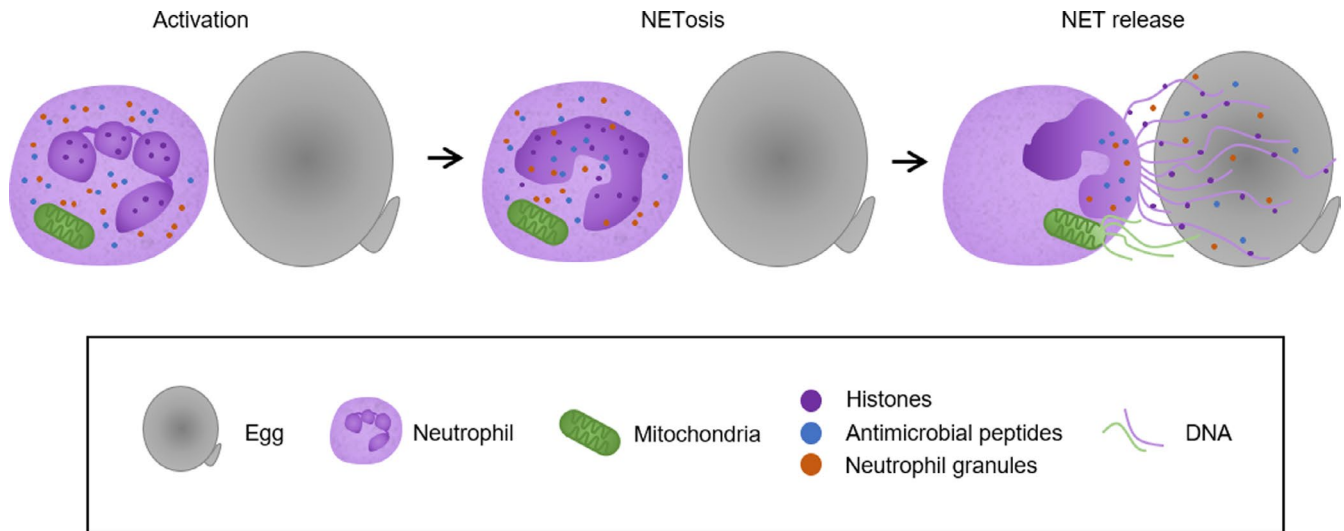 Activation
NETosis
NET release
Egg
Neutrophil
Mitochondria
Histones
Antimicrobial peptides
Neutrophil granules
DNA